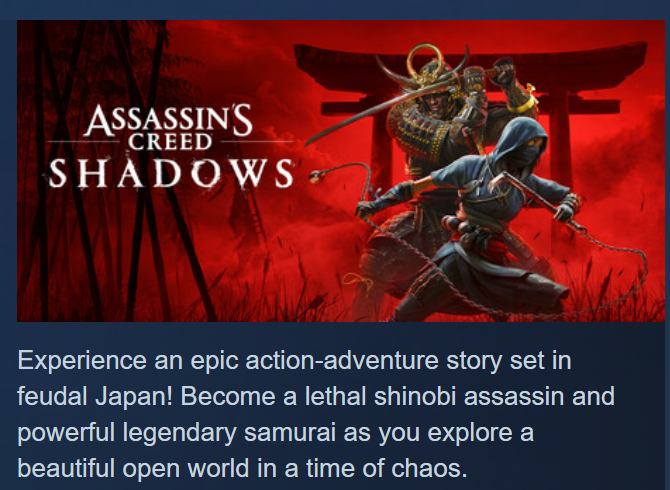 ASSASSIN'S
CREED
SHADOWS
Experience an epic action-adventure story set in
feudal Japan! Become a lethal shinobi assassin and
powerful legendary samurai as you explore a
beautiful open world in a time of chaos.